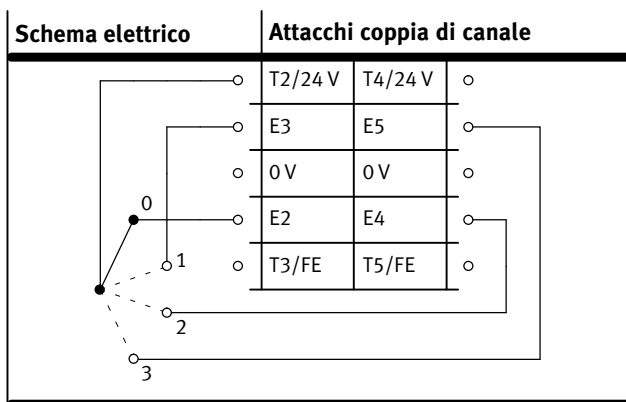 Schema elettrico Attacchi coppia di canale
T2/24 V T4/24 V
E3 E5
0 V 0 V
0
E2 E4
1
T3/FE T5/FE
2
3